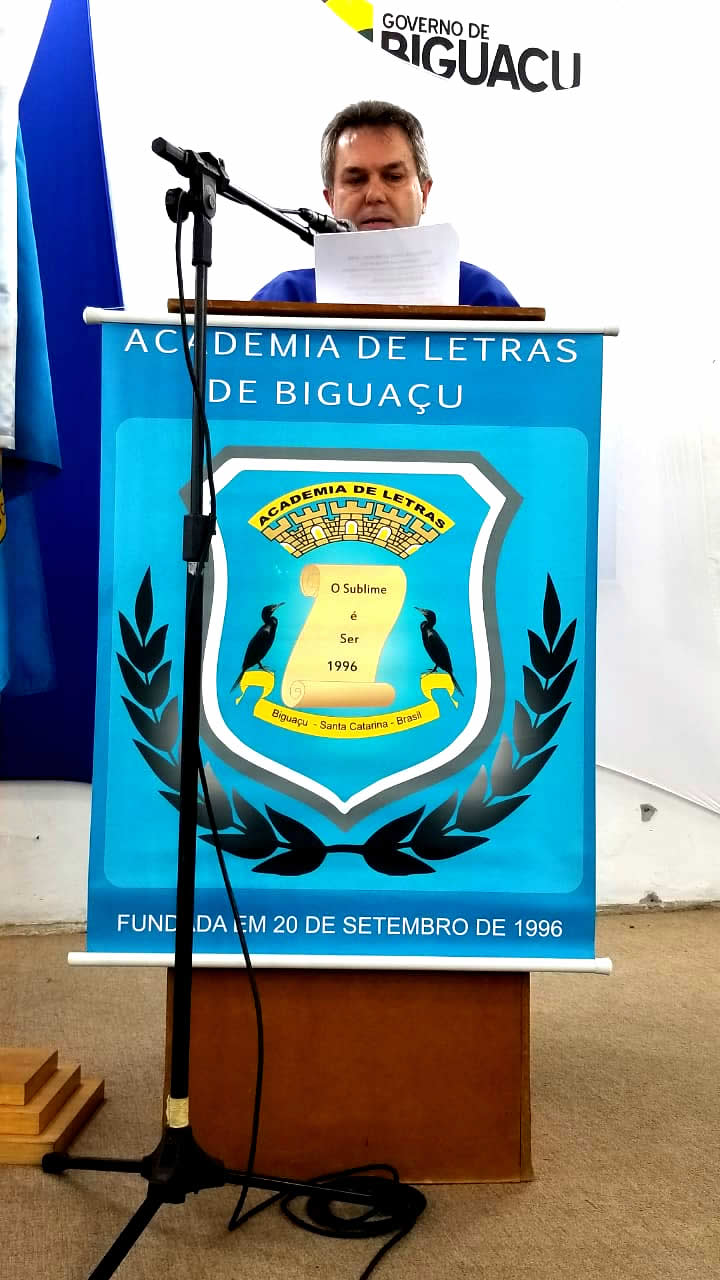 GOVERNO DE
BIGUAÇU
ACADEMIA DE LETRAS
DE BIGUAÇU
ACADEMIA DE LETRAS
O Sublime
é
Ser
1996
Biguaçu - Santa Catarina - Brasil
FUNDADA EM 20 DE SETEMBRO DE 1996